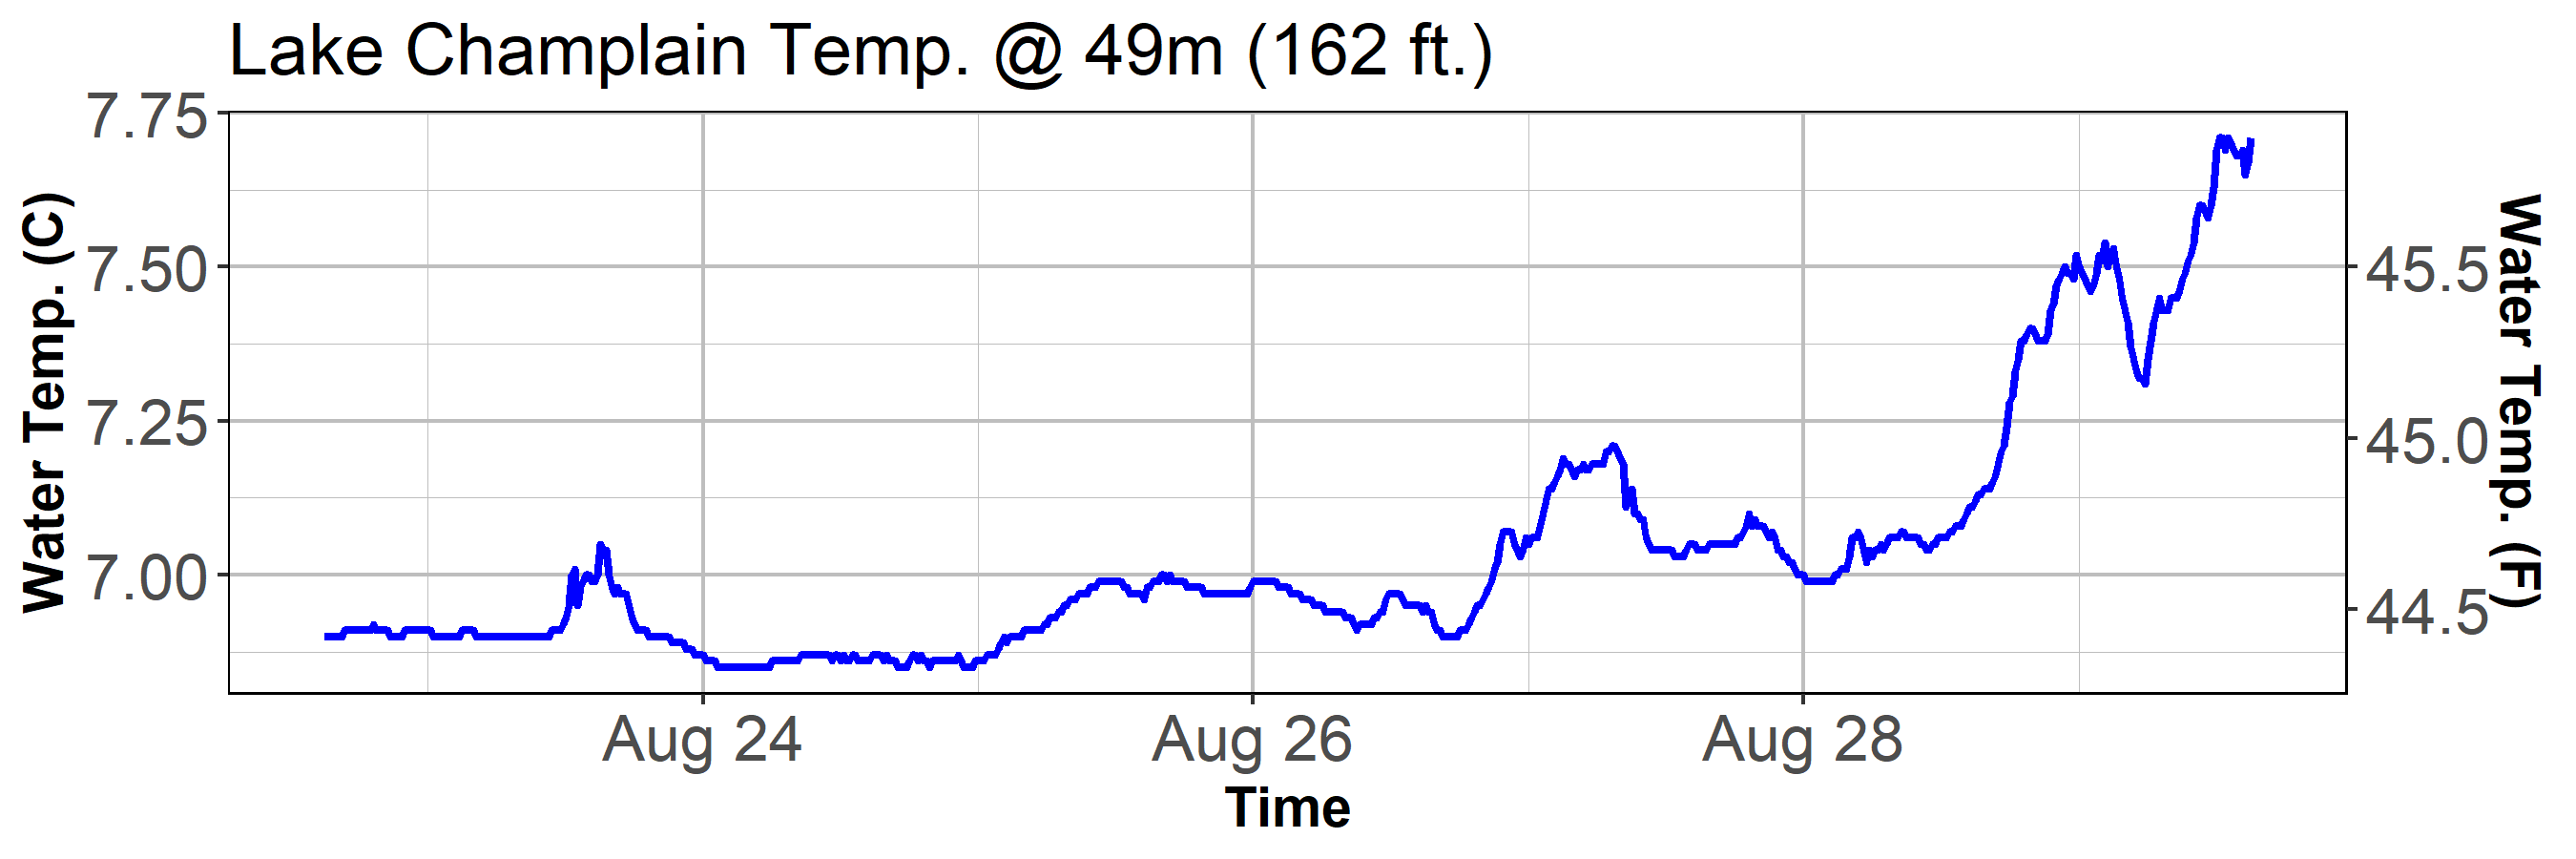 Lake Champlain Temp. @ 49m (162 ft.)
Water Temp. (C)
7.75
7.50
7.25
7.00
45.5
45.0
44.5
Water Temp. (F)
Aug 24
Aug 26
Aug 28
Time